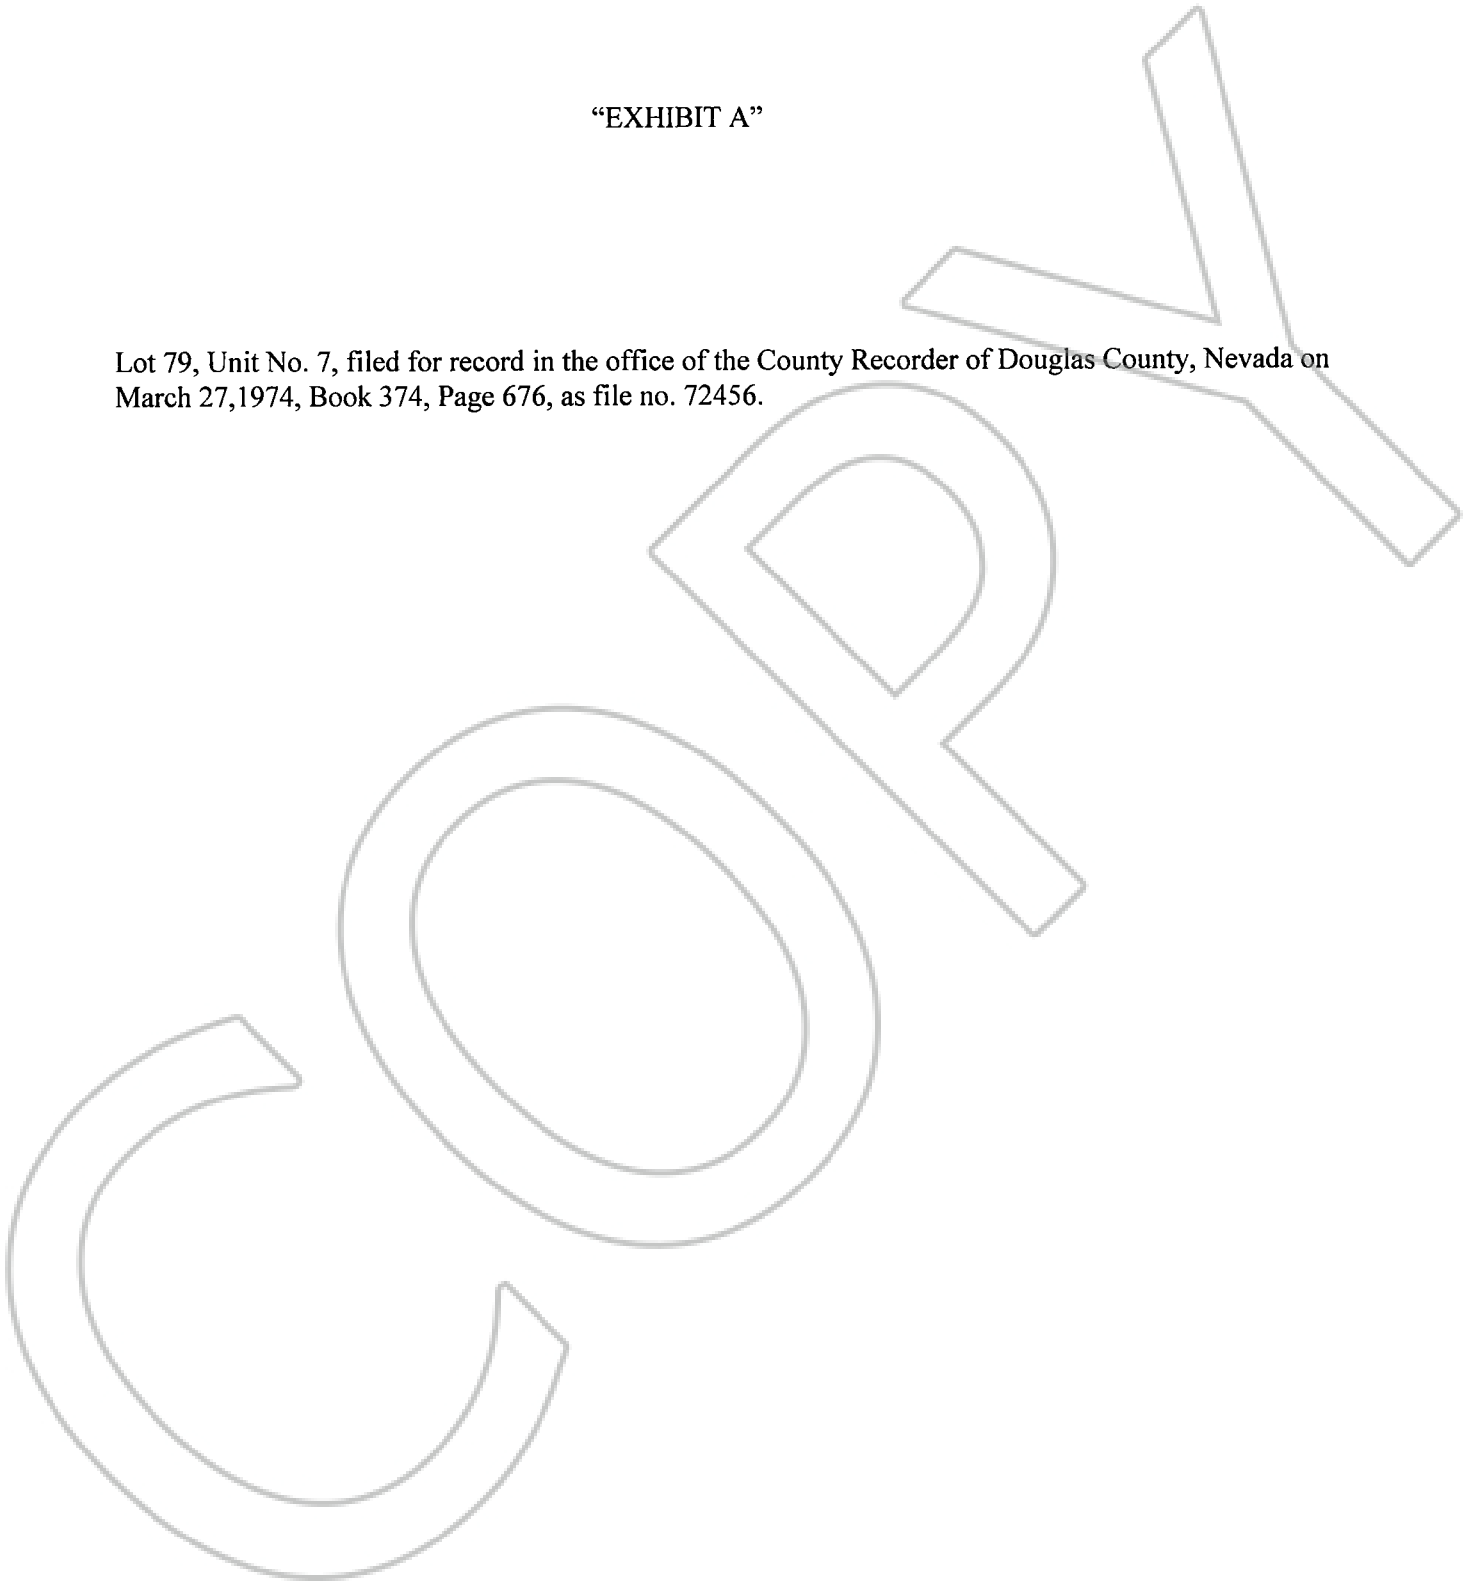 “EXHIBIT A”
Lot 79, Unit No. 7, filed for record in the office of the County Recorder of Douglas County, Nevada on
March 27,1974, Book 374, Page 676, as file no. 72456.
COPY